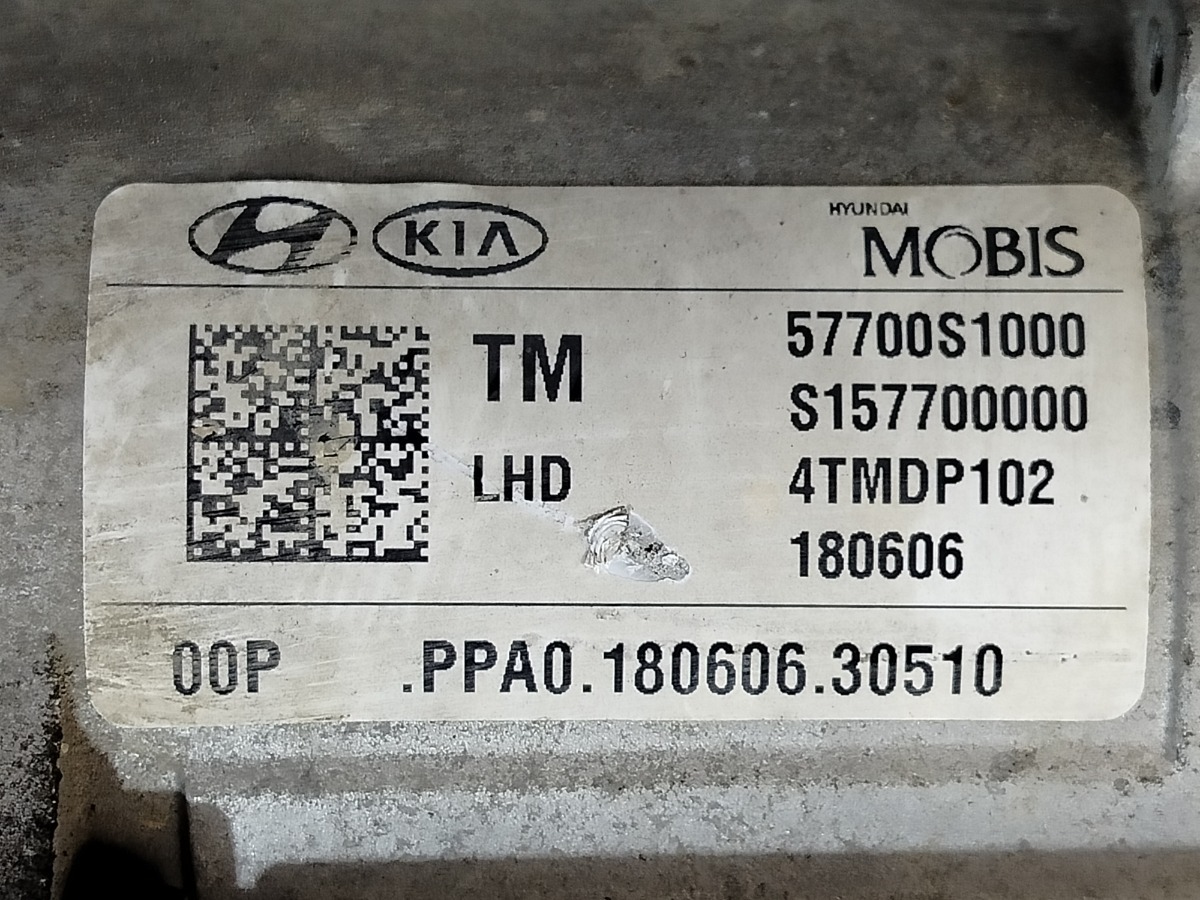 KIA
HYUNDAI
MOBIS
TM
57700S1000
S157700000
LHD
4TMDP102
180606
00P .PPA0.180606.30510